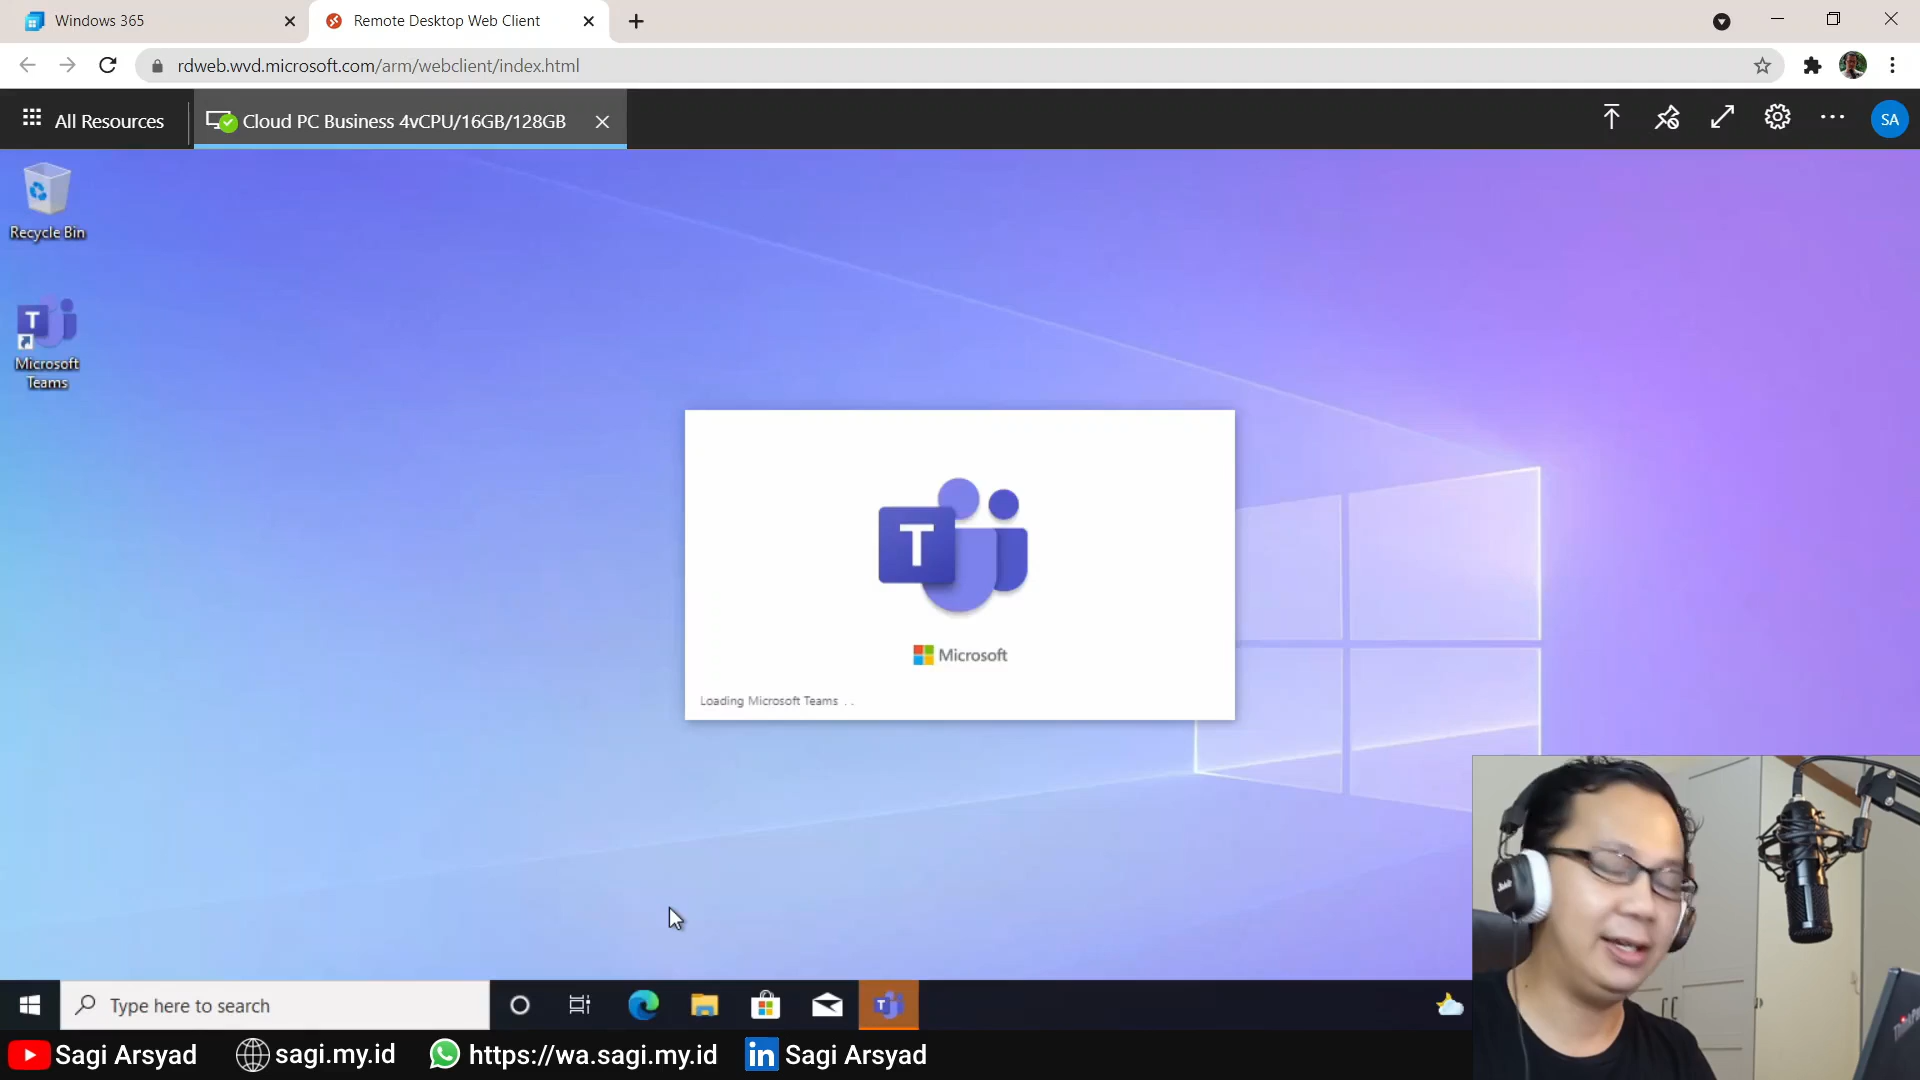 Windows 365
Remote Desktop Web Client
rdweb.wvd.microsoft.com/arm/webclient/index.html
All Resources
Cloud PC Business 4vCPU/16GB/128GB
SA
Recycle Bin
T
Microsoft
Teams
T
Microsoft
Loading Microsoft Teams . .
Type here to search
T
Sagi Arsyad
sagi.my.id
https://wa.sagi.my.id
in Sagi Arsyad